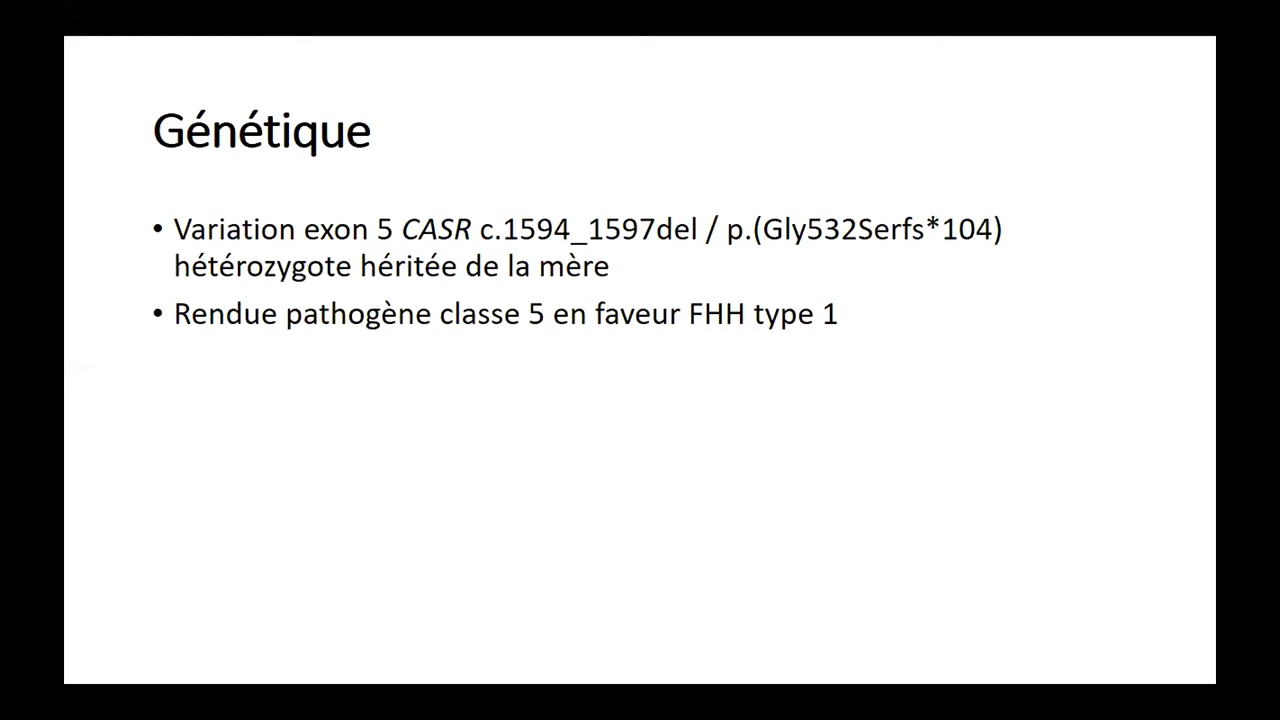 Génétique
• Variation exon 5 CASR c.1594_1597del / p.(Gly532Serfs*104)
hétérozygote héritée de la mère
• Rendue pathogène classe 5 en faveur FHH type 1